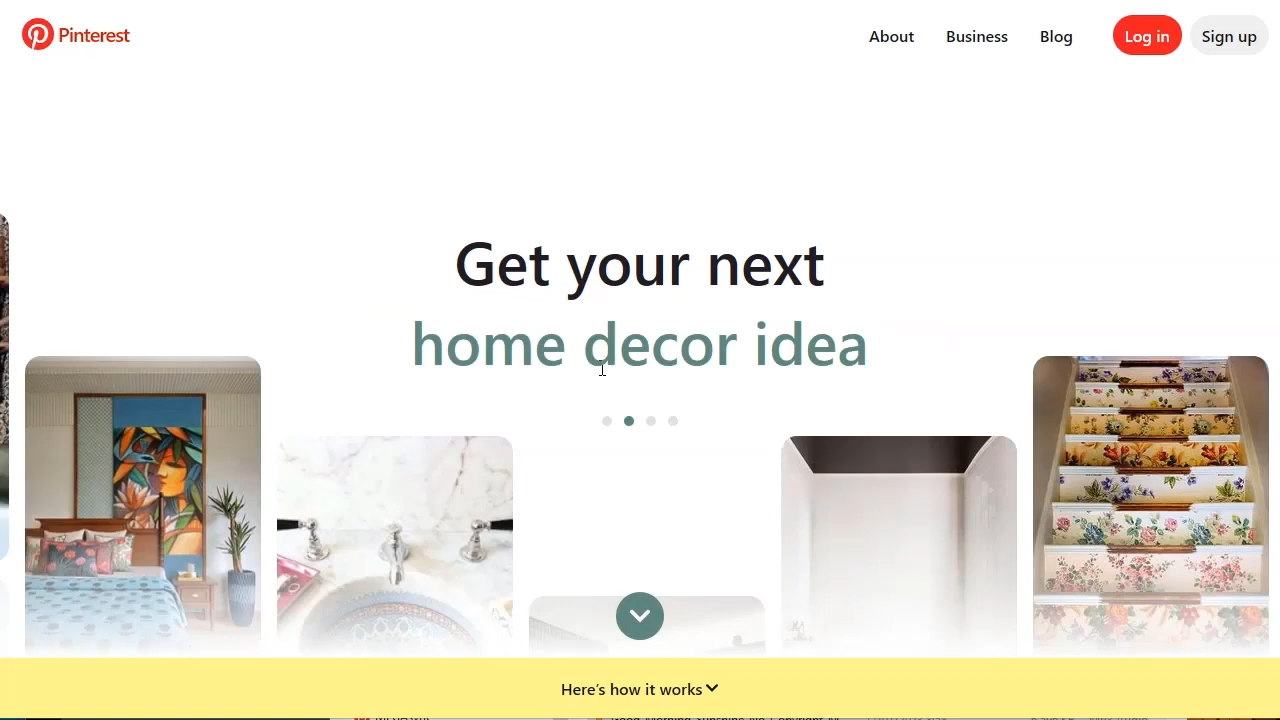 Pinterest
About
Business
Blog
Log in
Sign up
Get your next
home decor idea
Here's how it works